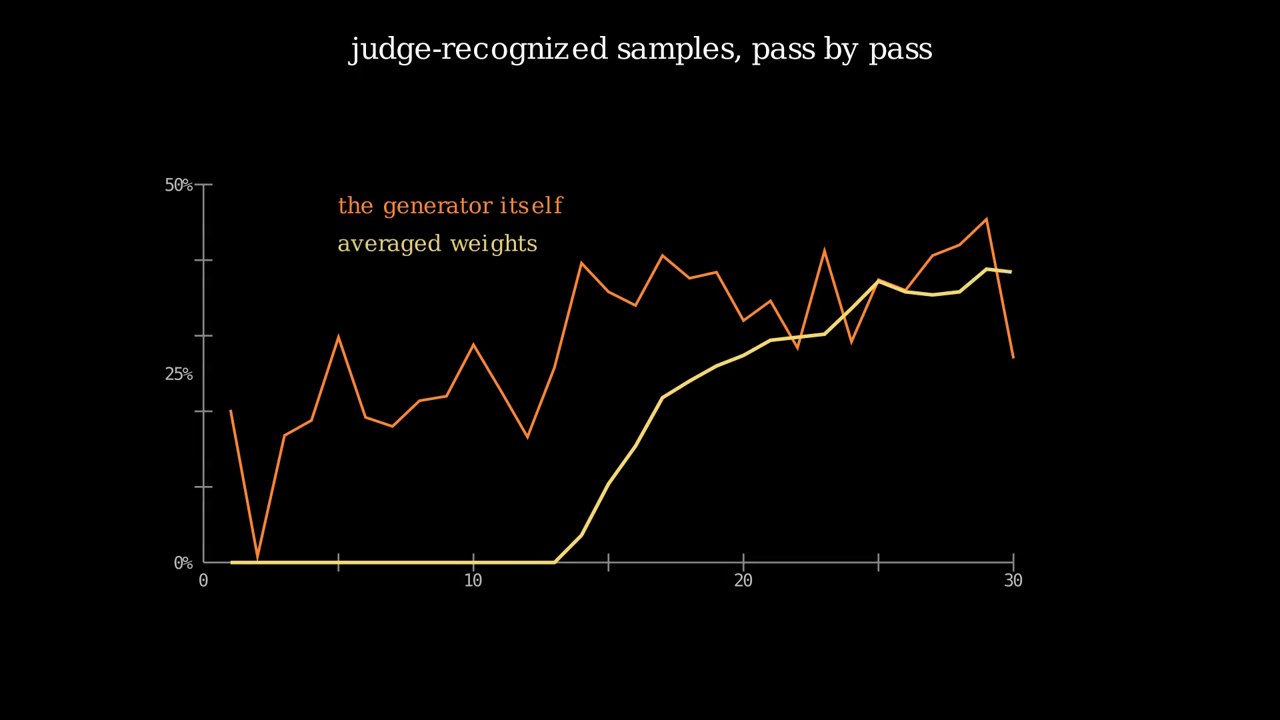 judge-recognized samples, pass by pass
50%
the generator itself
averaged weights
25%
0%
0 10 20 30